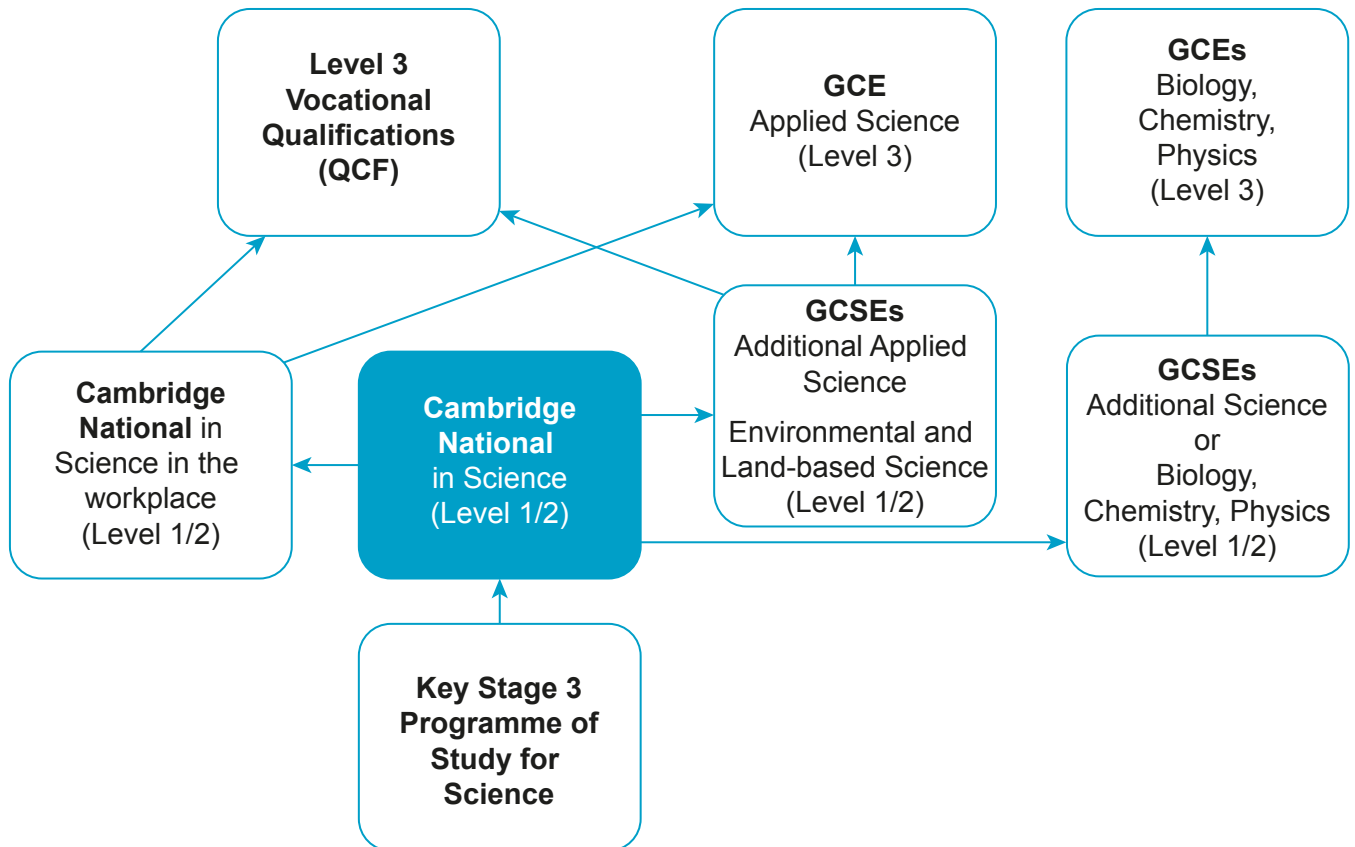 Level 3
Vocational
Qualifications
(QCF)
GCE
Applied Science
(Level 3)
GCEs
Biology,
Chemistry,
Physics
(Level 3)
Cambridge
National in
Science in the
workplace
(Level 1/2)
Cambridge
National
in Science
(Level 1/2)
GCSEs
Additional Applied
Science
Environmental and
Land-based Science
(Level 1/2)
GCSEs
Additional Science
or
Biology,
Chemistry, Physics
(Level 1/2)
Key Stage 3
Programme of
Study for
Science